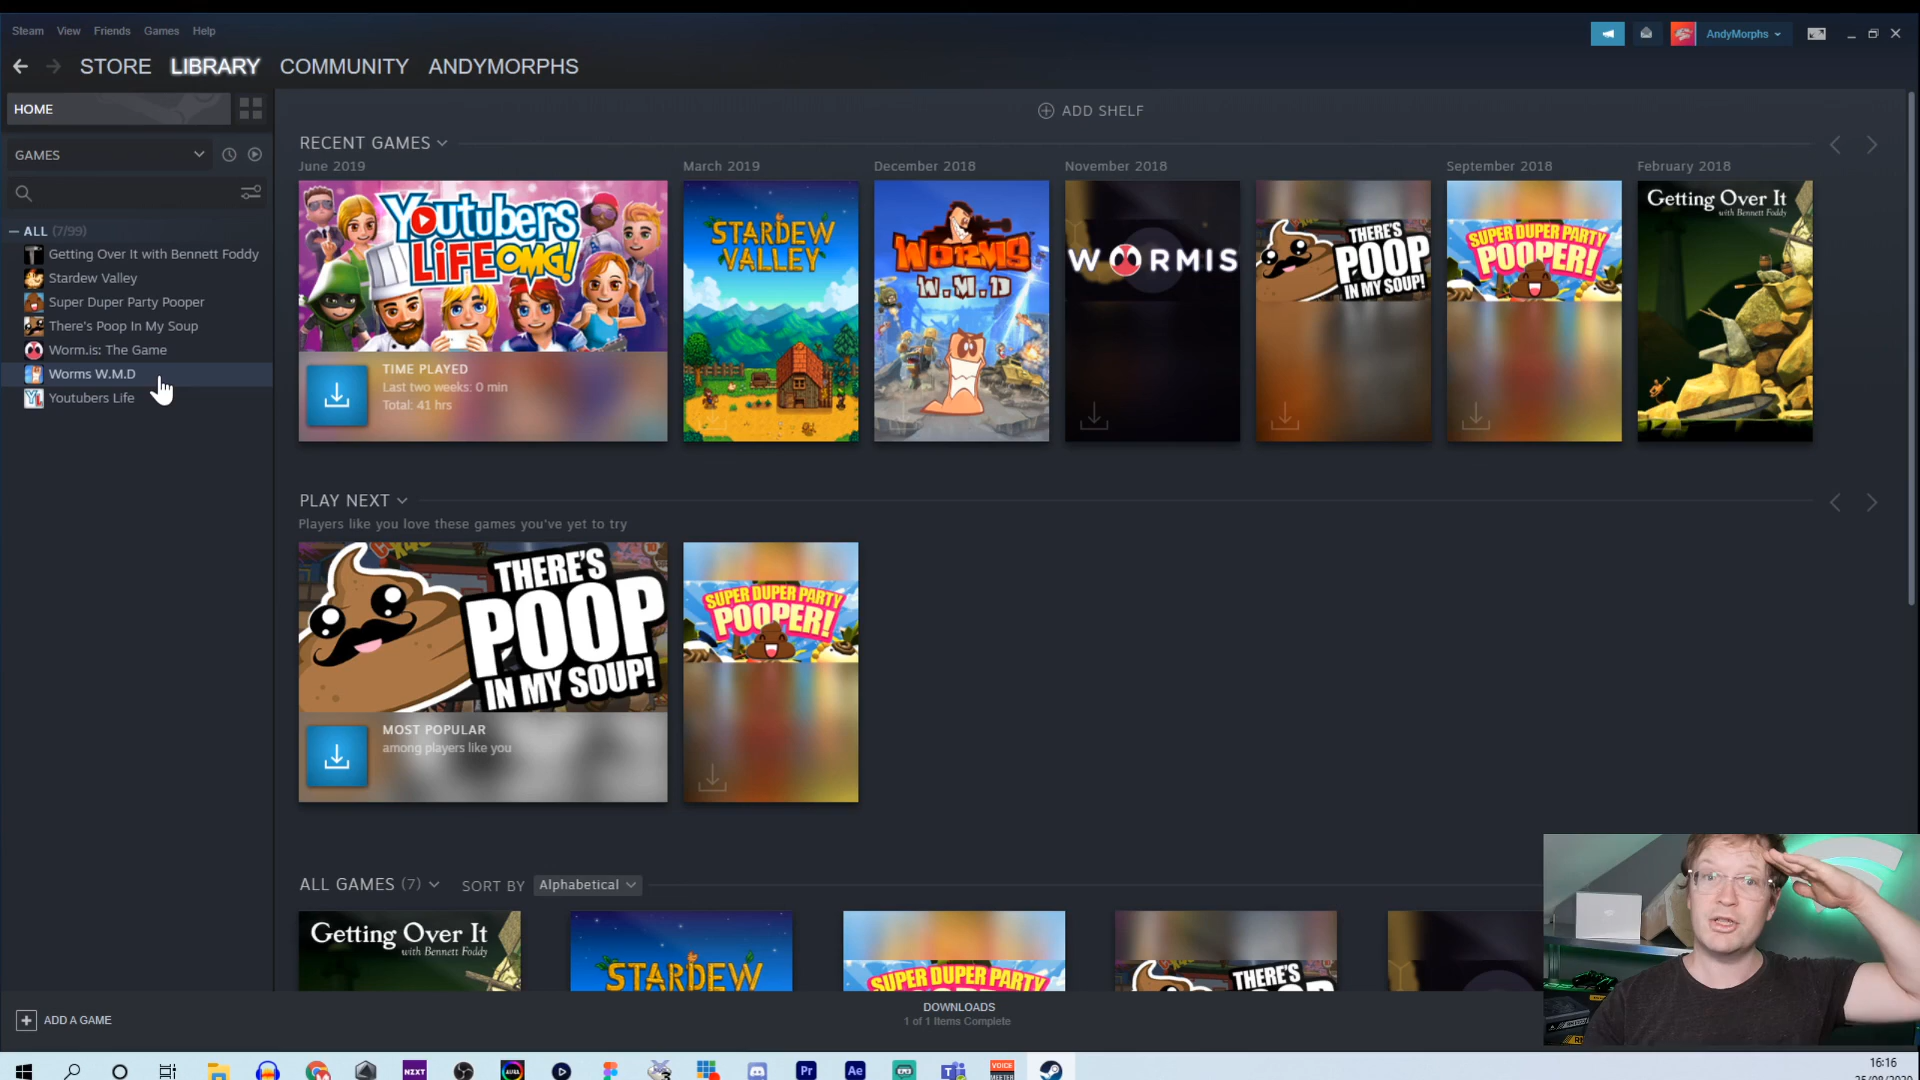 Steam View Friends Games Help
AndyMorphs
STORE LIBRARY COMMUNITY ANDYMORPHS
HOME
ADD SHELF
GAMES
RECENT GAMES
June 2019 March 2019 December 2018 November 2018 September 2018 February 2018
ALL (7/99)
Getting Over It with Bennett Foddy
Stardew Valley
Super Duper Party Pooper
There's Poop In My Soup
Worm.is: The Game
Worms W.M.D
Youtubers Life
Youtubers
LiFE OMG!
TIME PLAYED
Last two weeks: 0 min
Total: 41 hrs
STARDEW
VALLEY
WORMS
W.M.D
WORMIS
THERE'S
POOP
IN MY SOUP!
SUPER DUPER PARTY
POOPER!
Getting Over It
with Bennett Foddy
PLAY NEXT
Players like you love these games you've yet to try
THERE'S
POOP
IN MY SOUP!
MOST POPULAR
among players like you
SUPER DUPER PARTY
POOPER!
ALL GAMES (7) SORT BY Alphabetical
Getting Over It
with Bennett Foddy
STARDEW
SUPER DUPER PARTY
THERE'S
ADD A GAME
DOWNLOADS
1 of 1 Items Complete
NZXT
AURA
Pr
Ae
VOICE
MEETER
16:16